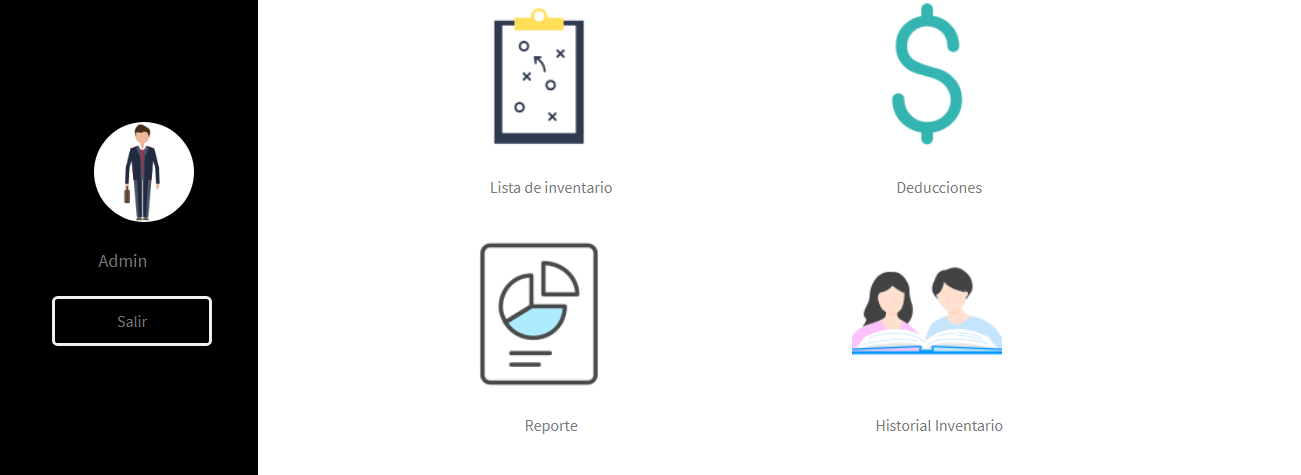 Admin
Salir
Lista de inventario
Deducciones
Reporte
Historial Inventario